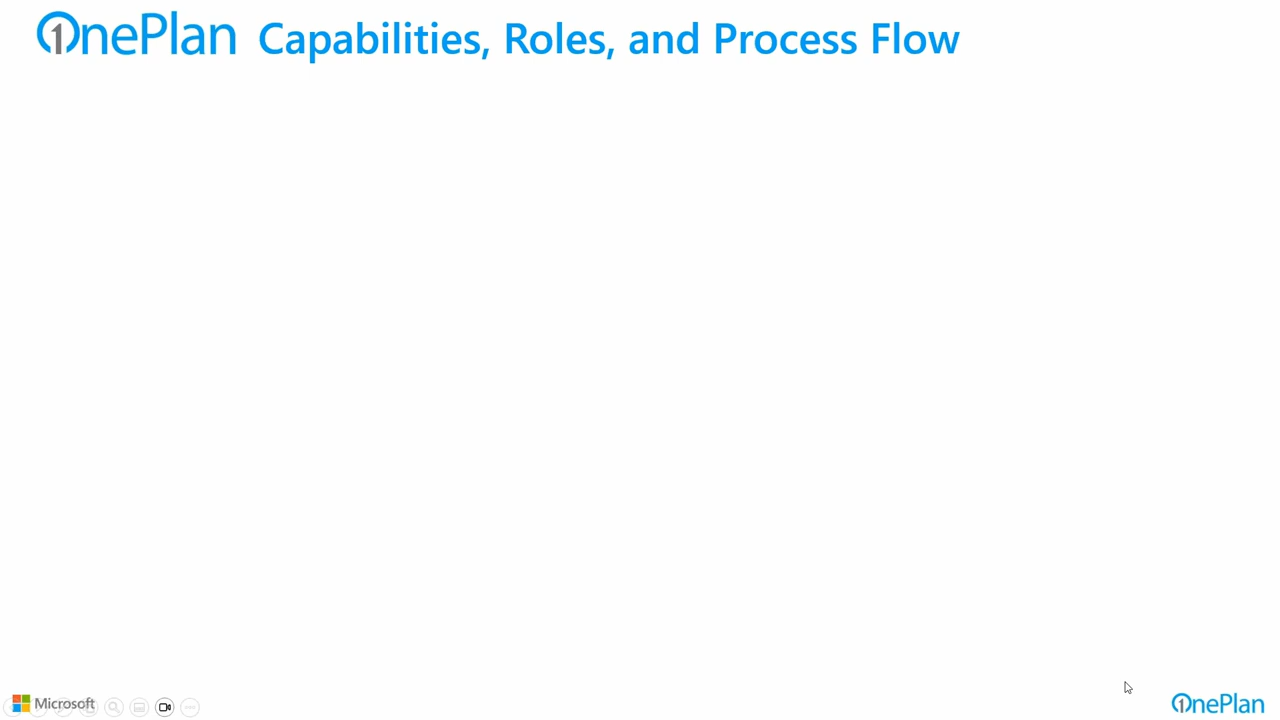 OnePlan Capabilities, Roles, and Process Flow
Microsoft
OnePlan